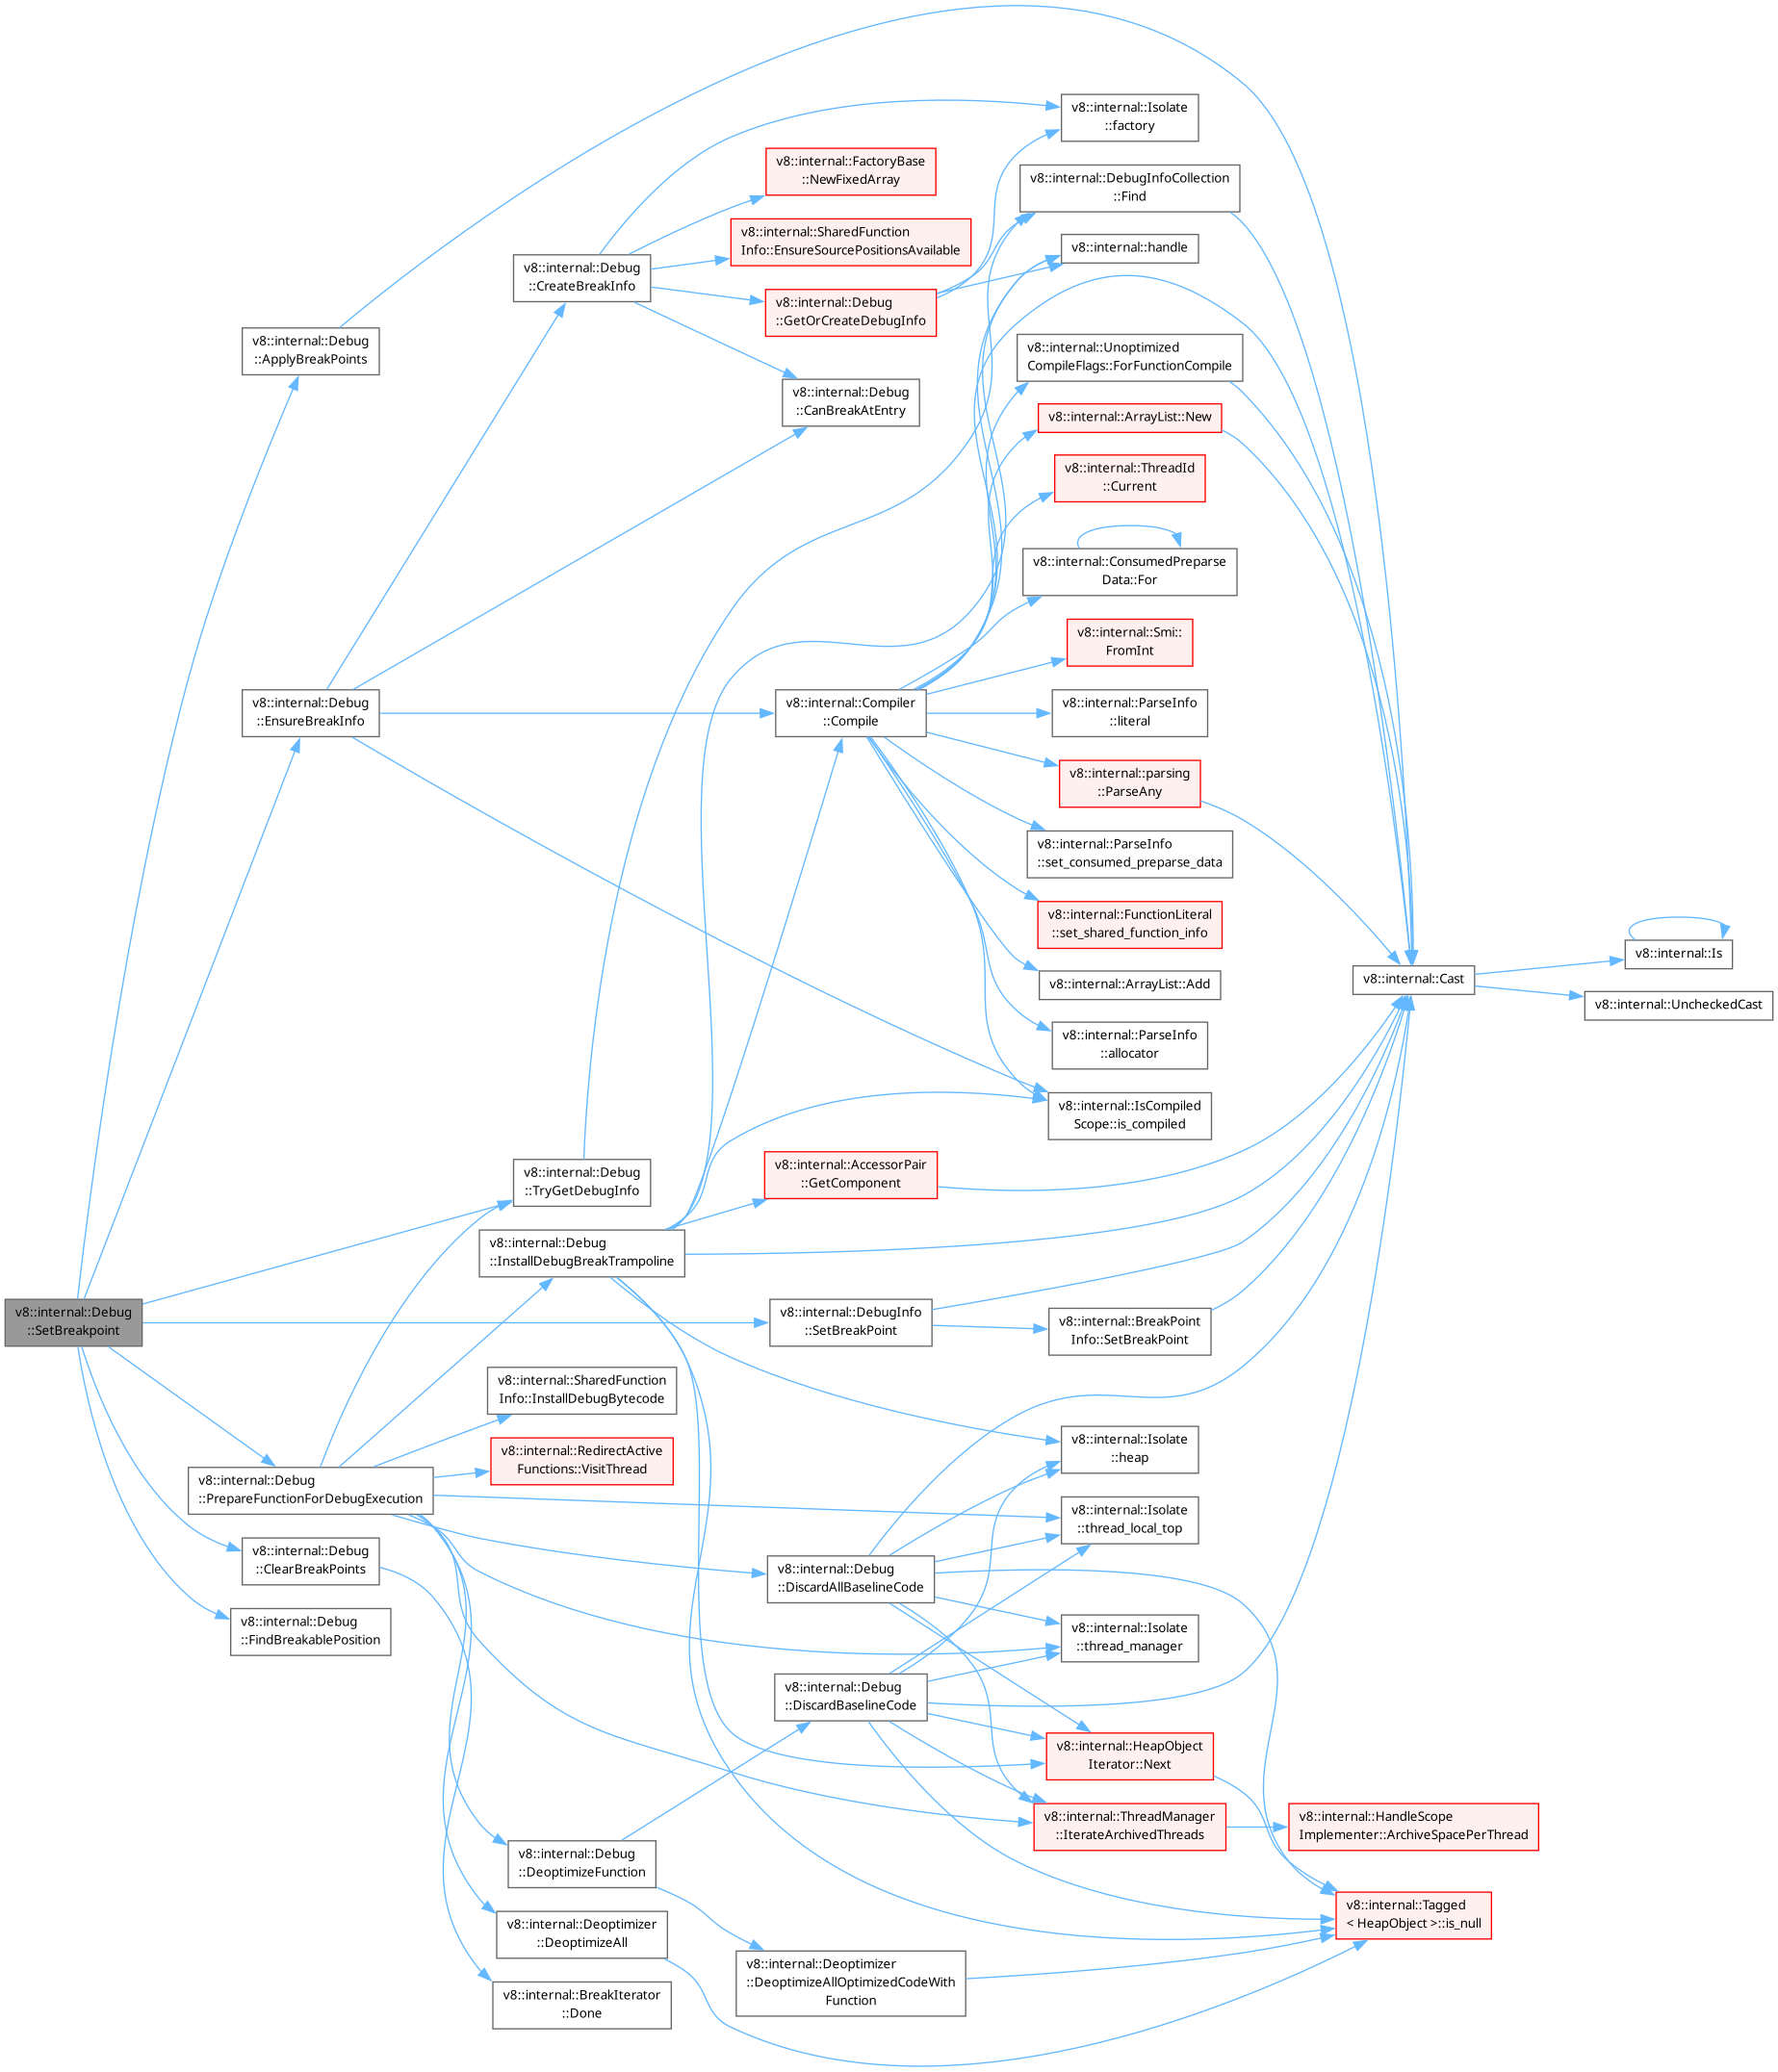 v8::internal::Debug
::SetBreakpoint
v8::internal::Debug
::ApplyBreakPoints
v8::internal::Debug
::EnsureBreakInfo
v8::internal::Debug
::PrepareFunctionForDebugExecution
v8::internal::Debug
::ClearBreakPoints
v8::internal::Debug
::FindBreakablePosition
v8::internal::Debug
::CreateBreakInfo
v8::internal::Debug
::TryGetDebugInfo
v8::internal::Debug
::InstallDebugBreakTrampoline
v8::internal::SharedFunction
Info::InstallDebugBytecode
v8::internal::RedirectActive
Functions::VisitThread
v8::internal::Debug
::DeoptimizeFunction
v8::internal::Deoptimizer
::DeoptimizeAll
v8::internal::BreakIterator
::Done
v8::internal::FactoryBase
::NewFixedArray
v8::internal::SharedFunction
Info::EnsureSourcePositionsAvailable
v8::internal::Debug
::GetOrCreateDebugInfo
v8::internal::Debug
::CanBreakAtEntry
v8::internal::Compiler
::Compile
v8::internal::AccessorPair
::GetComponent
v8::internal::DebugInfo
::SetBreakPoint
v8::internal::Debug
::DiscardAllBaselineCode
v8::internal::Debug
::DiscardBaselineCode
v8::internal::Deoptimizer
::DeoptimizeAllOptimizedCodeWith
Function
v8::internal::Isolate
::factory
v8::internal::DebugInfoCollection
::Find
v8::internal::handle
v8::internal::Unoptimized
CompileFlags::ForFunctionCompile
v8::internal::ArrayList::New
v8::internal::ThreadId
::Current
v8::internal::ConsumedPreparse
Data::For
v8::internal::Smi::
FromInt
v8::internal::ParseInfo
::literal
v8::internal::parsing
::ParseAny
v8::internal::ParseInfo
::set_consumed_preparse_data
v8::internal::FunctionLiteral
::set_shared_function_info
v8::internal::ArrayList::Add
v8::internal::ParseInfo
::allocator
v8::internal::IsCompiled
Scope::is_compiled
v8::internal::BreakPoint
Info::SetBreakPoint
v8::internal::Isolate
::heap
v8::internal::Isolate
::thread_local_top
v8::internal::Isolate
::thread_manager
v8::internal::HeapObject
Iterator::Next
v8::internal::ThreadManager
::IterateArchivedThreads
v8::internal::Cast
v8::internal::HandleScope
Implementer::ArchiveSpacePerThread
v8::internal::Tagged
< HeapObject >::is_null
v8::internal::Is
v8::internal::UncheckedCast